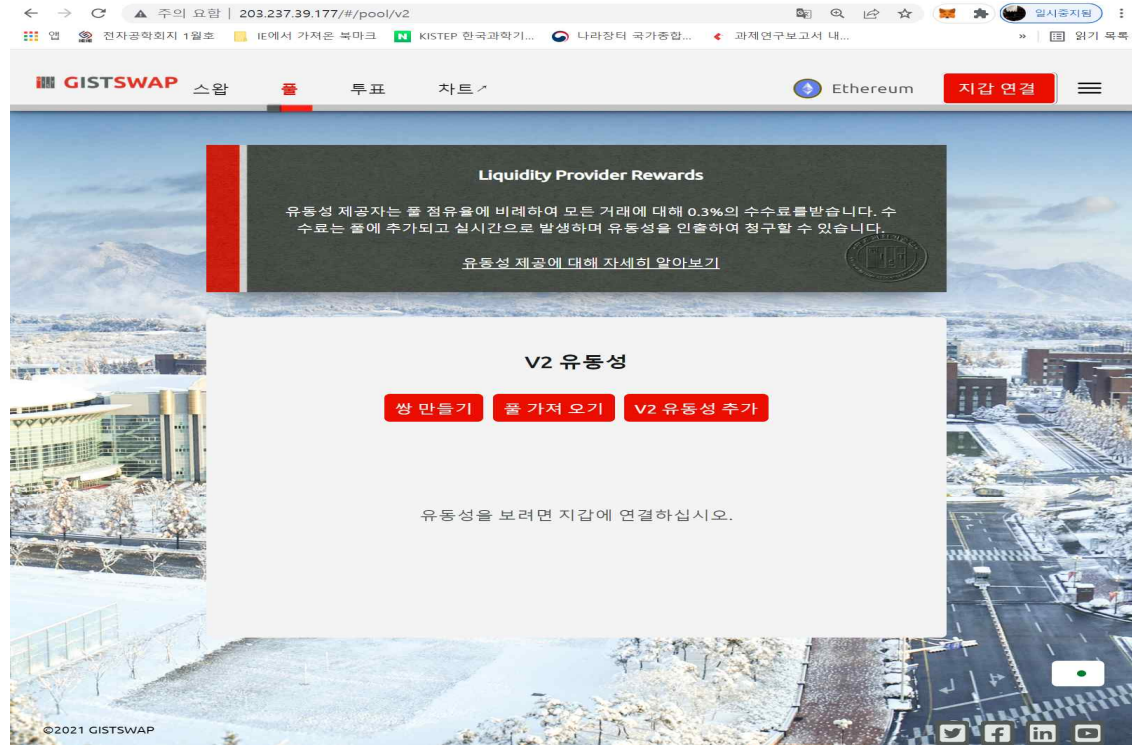 주의 요함 | 203.237.39.177/#/pool/v2
일시중지됨
앱 전자공학회지 1월호 IE에서 가져온 북마크 KISTEP 한국과학기... 나라장터 국가종합... 과제연구보고서 내... » 읽기 목록
GISTSWAP 스왑 풀 투표 차트↗ Ethereum 지갑 연결
Liquidity Provider Rewards
유동성 제공자는 풀 점유율에 비례하여 모든 거래에 대해 0.3%의 수수료를받습니다. 수
수료는 풀에 추가되고 실시간으로 발생하며 유동성을 인출하여 청구할 수 있습니다.
유동성 제공에 대해 자세히 알아보기
V2 유동성
쌍 만들기 풀 가져 오기 V2 유동성 추가
유동성을 보려면 지갑에 연결하십시오.
©2021 GISTSWAP